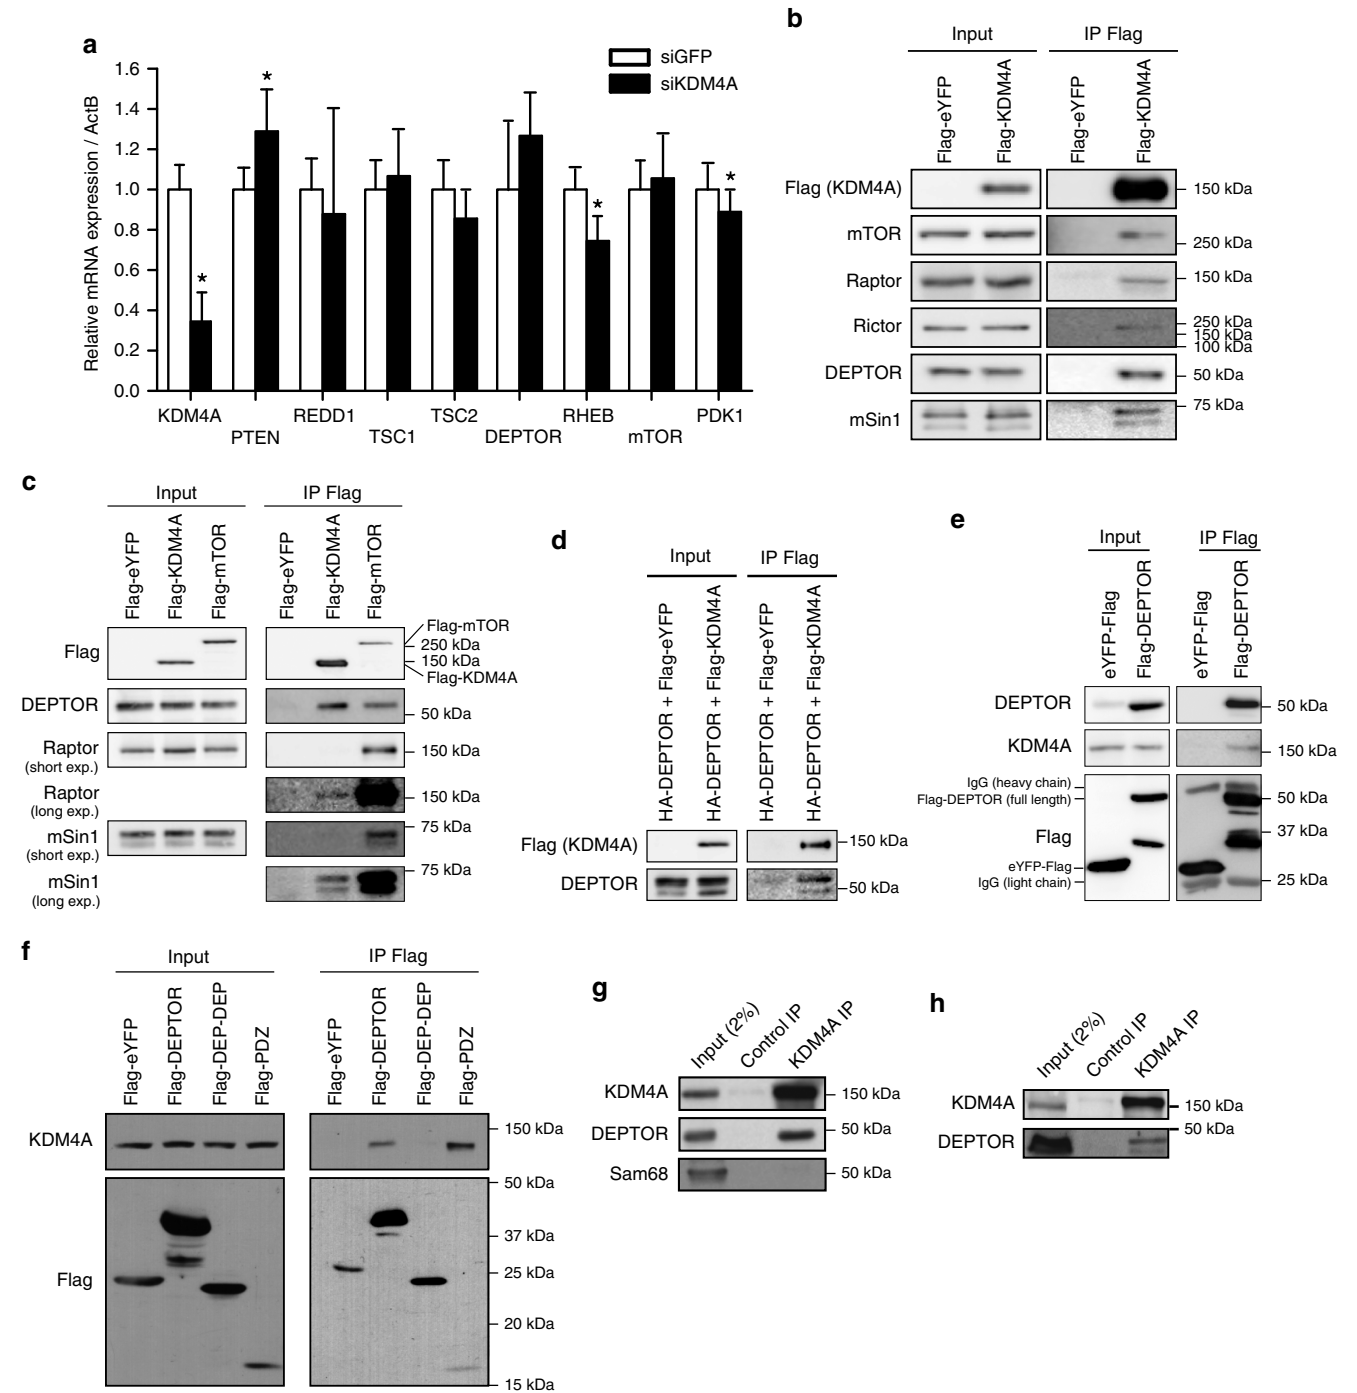 a
siGFP
siKDM4A
Relative mRNA expression / ActB
1.6
1.4
1.2
1.0
0.8
0.6
0.4
0.2
0.0
*
*
*
*
KDM4A
PTEN
REDD1
TSC1
TSC2
DEPTOR
RHEB
mTOR
PDK1
b
Input
IP Flag
Flag-eYFP
Flag-KDM4A
Flag-eYFP
Flag-KDM4A
Flag (KDM4A)
150 kDa
mTOR
250 kDa
Raptor
150 kDa
Rictor
250 kDa
150 kDa
100 kDa
DEPTOR
50 kDa
mSin1
75 kDa
c
Input
IP Flag
Flag-eYFP
Flag-KDM4A
Flag-mTOR
Flag-eYFP
Flag-KDM4A
Flag-mTOR
Flag
Flag-mTOR
250 kDa
150 kDa
Flag-KDM4A
DEPTOR
50 kDa
Raptor
(short exp.)
150 kDa
Raptor
(long exp.)
150 kDa
mSin1
(short exp.)
75 kDa
mSin1
(long exp.)
75 kDa
d
Input
IP Flag
HA-DEPTOR + Flag-eYFP
HA-DEPTOR + Flag-KDM4A
HA-DEPTOR + Flag-eYFP
HA-DEPTOR + Flag-KDM4A
Flag (KDM4A)
150 kDa
DEPTOR
50 kDa
e
Input
IP Flag
eYFP-Flag
Flag-DEPTOR
eYFP-Flag
Flag-DEPTOR
DEPTOR
50 kDa
KDM4A
150 kDa
IgG (heavy chain)
Flag-DEPTOR (full length)
50 kDa
Flag
37 kDa
eYFP-Flag
IgG (light chain)
25 kDa
f
Input
IP Flag
Flag-eYFP
Flag-DEPTOR
Flag-DEP-DEP
Flag-PDZ
Flag-eYFP
Flag-DEPTOR
Flag-DEP-DEP
Flag-PDZ
KDM4A
150 kDa
Flag
50 kDa
37 kDa
25 kDa
20 kDa
15 kDa
g
Input (2%)
Control IP
KDM4A IP
KDM4A
150 kDa
DEPTOR
50 kDa
Sam68
50 kDa
h
Input (2%)
Control IP
KDM4A IP
KDM4A
150 kDa
DEPTOR
50 kDa